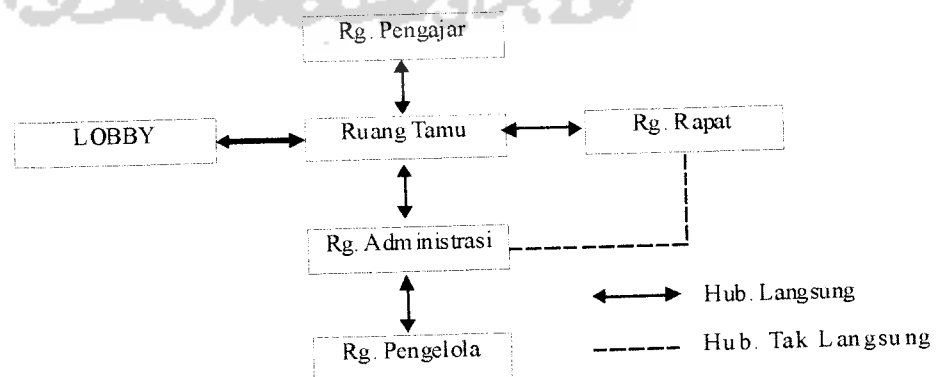 Rg. Pengajar
LOBBY
Ruang Tamu
Rg. Rapat
Rg. Administrasi
Hub. Langsung
Rg. Pengelola
Hub. Tak Langsung